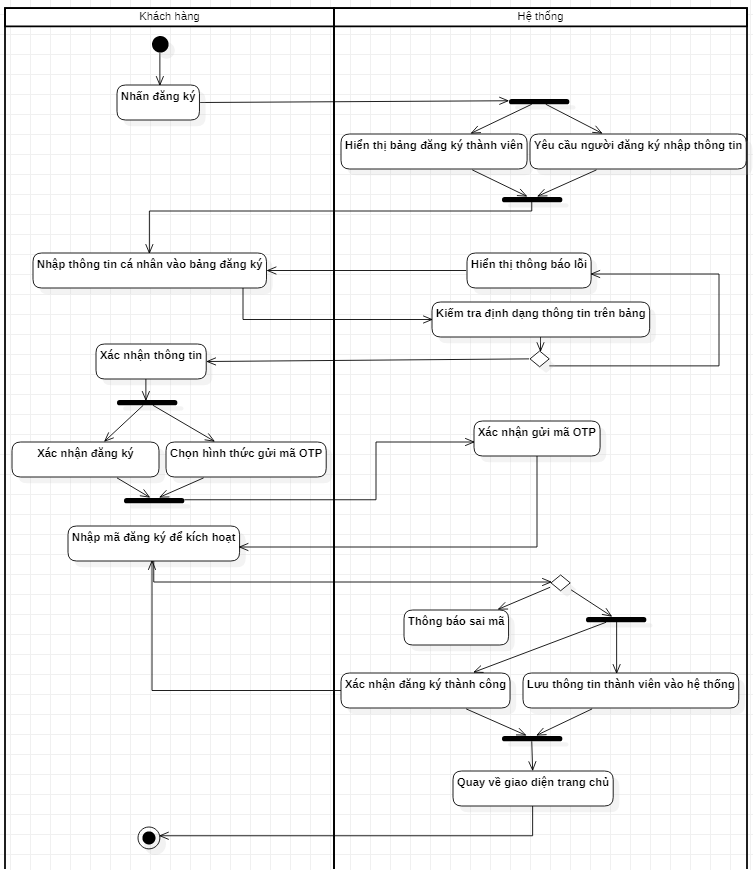 Khách hàng
Hệ thống
Nhấn đăng ký
Hiển thị bảng đăng ký thành viên
Yêu cầu người đăng ký nhập thông tin
Nhập thông tin cá nhân vào bảng đăng ký
Hiển thị thông báo lỗi
Kiểm tra định dạng thông tin trên bảng
Xác nhận thông tin
Xác nhận đăng ký
Chọn hình thức gửi mã OTP
Xác nhận gửi mã OTP
Nhập mã đăng ký để kích hoạt
Thông báo sai mã
Xác nhận đăng ký thành công
Lưu thông tin thành viên vào hệ thống
Quay về giao diện trang chủ